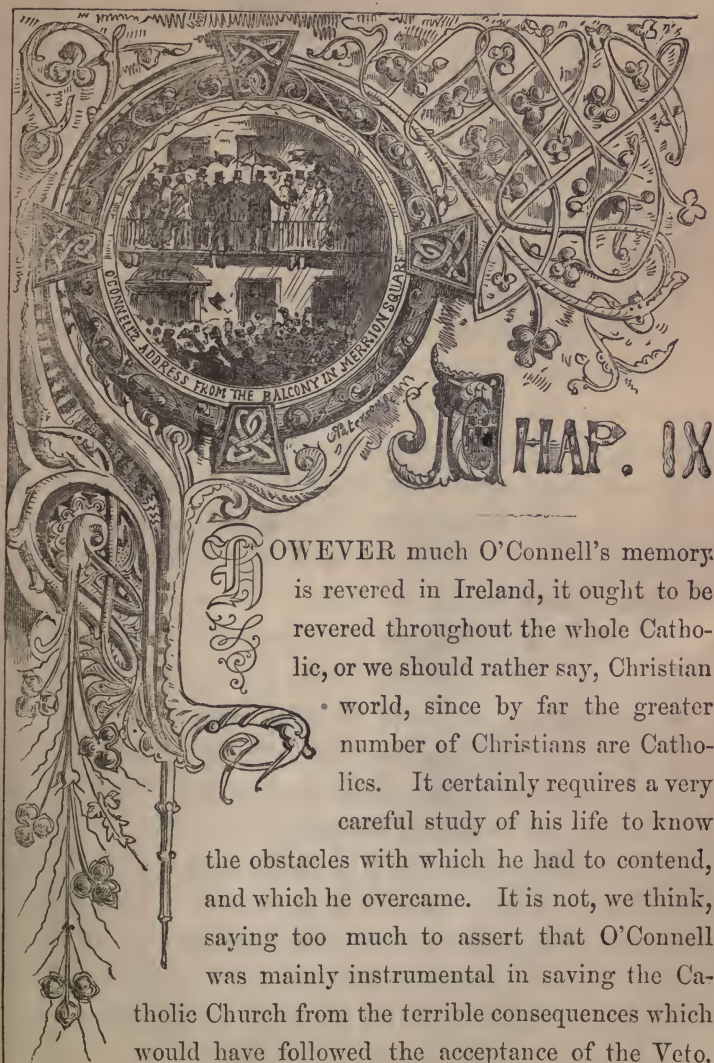 O'CONNELL'S ADDRESS FROM THE BALCONY IN MERRION SQUARE
CHAP. IX
HOWEVER much O'Connell's memory
is revered in Ireland, it ought to be
revered throughout the whole Catho-
lic, or we should rather say, Christian
world, since by far the greater
number of Christians are Catho-
lics. It certainly requires a very
careful study of his life to know
the obstacles with which he had to contend,
and which he overcame. It is not, we think,
saying too much to assert that O'Connell
was mainly instrumental in saving the Ca-
tholic Church from the terrible consequences which
would have followed the acceptance of the Veto.